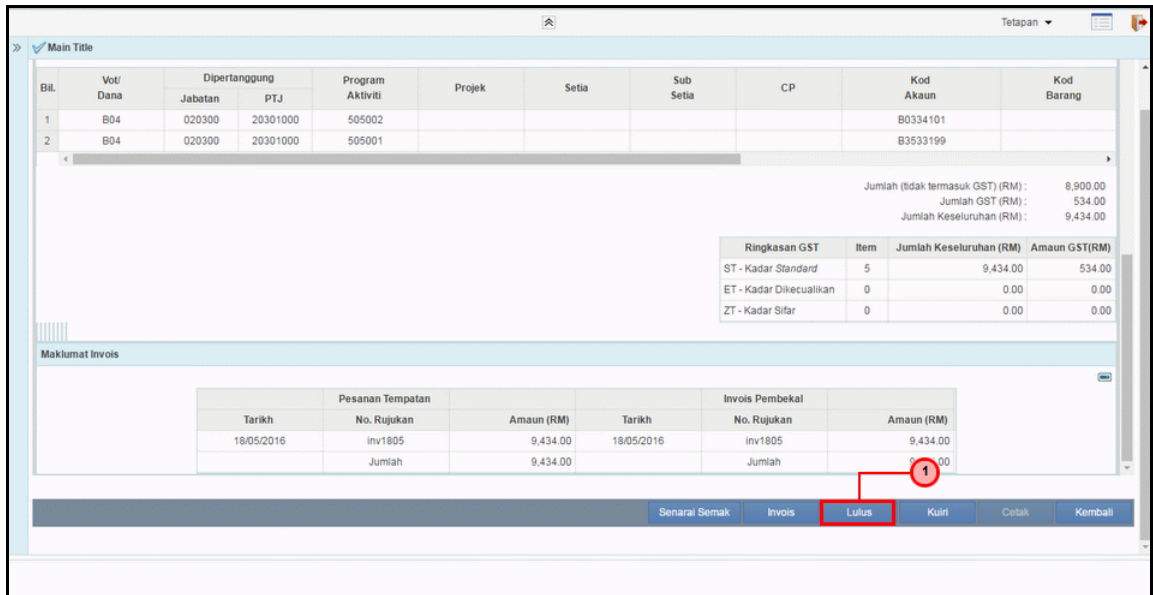 Tetapan
Main Title
Bil. Vot/ Dana Dipertanggung Jabatan PTJ Program Aktiviti Projek Setia Sub Setia CP Kod Akaun Kod Barang
1 B04 020300 20301000 505002 B0334101
2 B04 020300 20301000 505001 B3533199
Jumlah (tidak termasuk GST) (RM) : 8,900.00
Jumlah GST (RM) : 534.00
Jumlah Keseluruhan (RM) : 9,434.00
Ringkasan GST Item Jumlah Keseluruhan (RM) Amaun GST(RM)
ST - Kadar Standard 5 9,434.00 534.00
ET - Kadar Dikecualikan 0 0.00 0.00
ZT - Kadar Sifar 0 0.00 0.00
Maklumat Invois
Pesanan Tempatan Invois Pembekal
Tarikh No. Rujukan Amaun (RM) Tarikh No. Rujukan Amaun (RM)
18/05/2016 inv1805 9,434.00 18/05/2016 inv1805 9,434.00
Jumlah 9,434.00 Jumlah
1
Senarai Semak Invois Lulus Kuiri Cetak Kembali